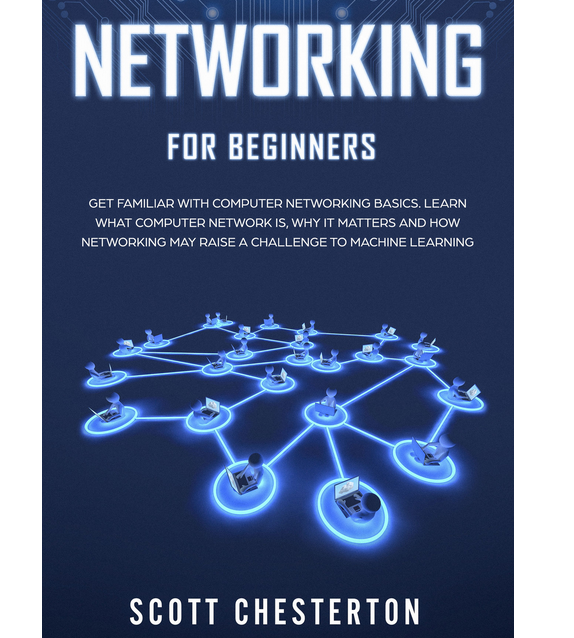 NETWORKING
FOR BEGINNERS
GET FAMILIAR WITH COMPUTER NETWORKING BASICS. LEARN
WHAT COMPUTER NETWORK IS, WHY IT MATTERS AND HOW
NETWORKING MAY RAISE A CHALLENGE TO MACHINE LEARNING
SCOTT CHESTERTON